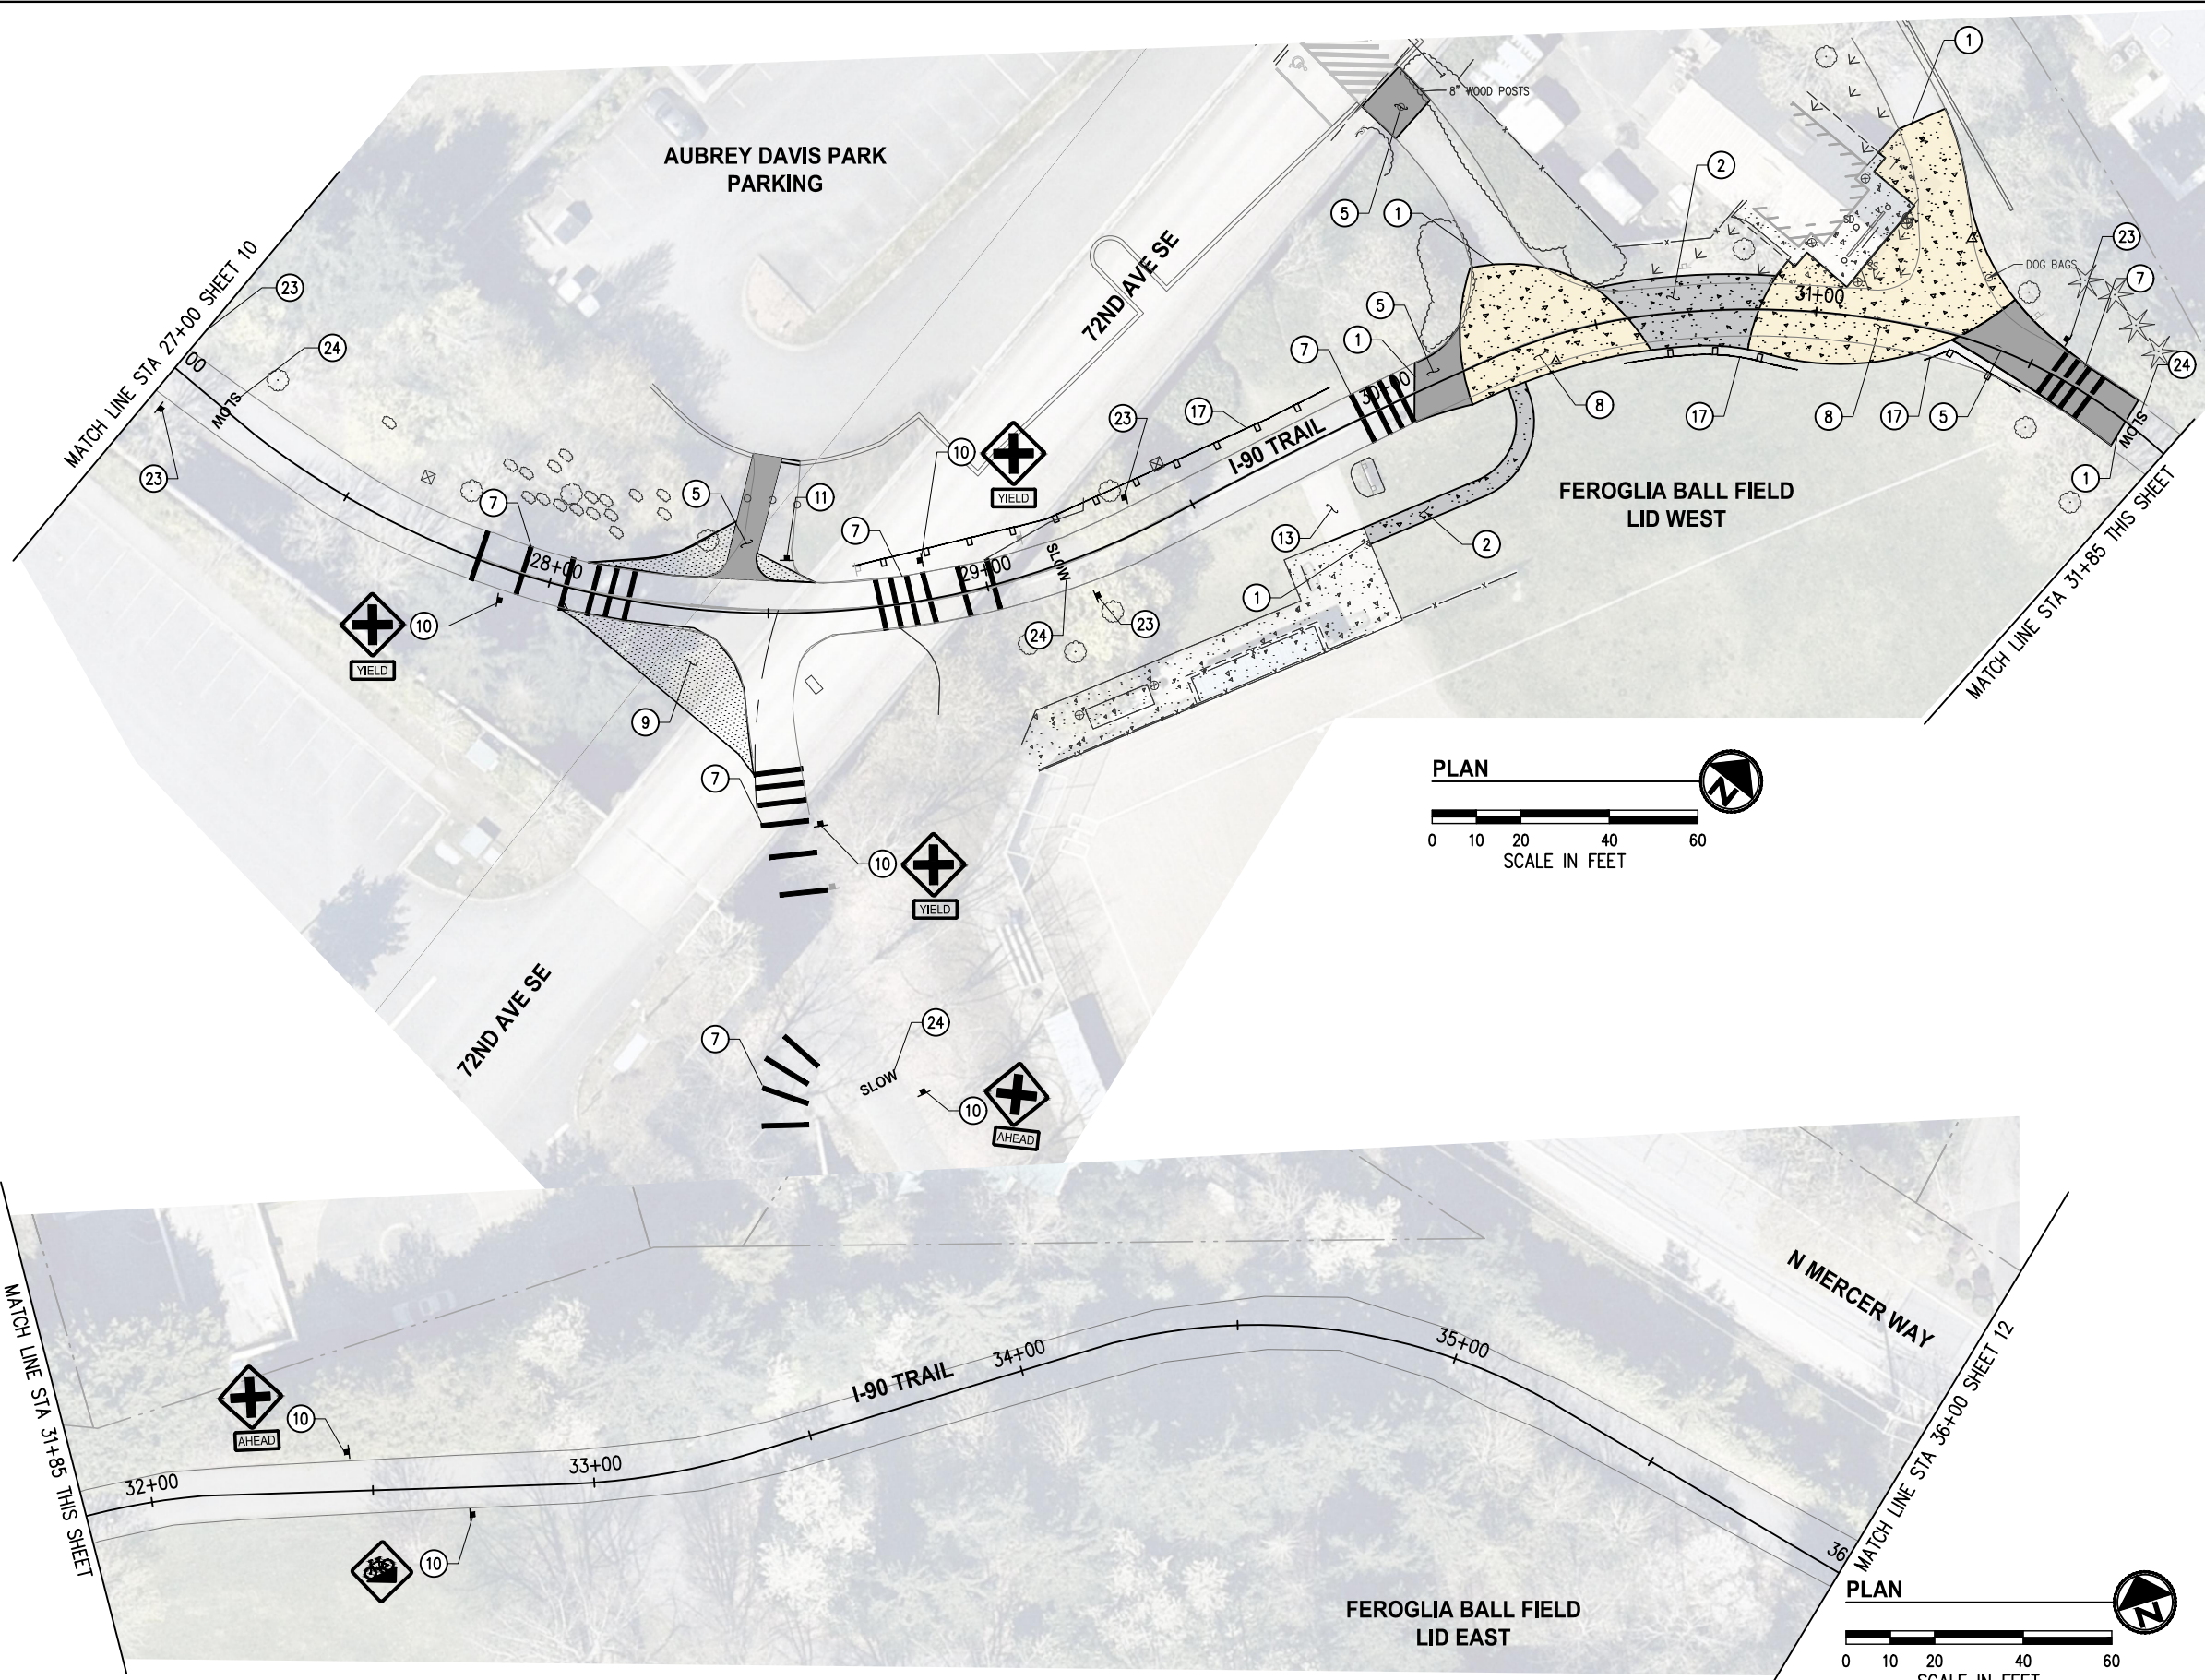 8" WOOD POSTS
1
AUBREY DAVIS PARK
PARKING
2
5
1
72ND AVE SE
SD
23
DOG BAGS
7
31+00
MATCH LINE STA 27+00 SHEET 10
23
24
00
SLOW
5
1
7
30+00
24
8
17
8
17
5
SLOW
1
23
17
I-90 TRAIL
10
YIELD
FEROGLIA BALL FIELD
LID WEST
23
7
5
11
7
13
2
28+00
29+00
SLOW
1
MATCH LINE STA 31+85 THIS SHEET
10
YIELD
24
23
9
7
PLAN
N
0 10 20 40 60
SCALE IN FEET
10
YIELD
72ND AVE SE
7
24
SLOW
10
AHEAD
N MERCER WAY
MATCH LINE STA 31+85 THIS SHEET
I-90 TRAIL
34+00
35+00
MATCH LINE STA 36+00 SHEET 12
10
AHEAD
32+00
33+00
36
10
FEROGLIA BALL FIELD
LID EAST
PLAN
N
0 10 20 40 60
SCALE IN FEET